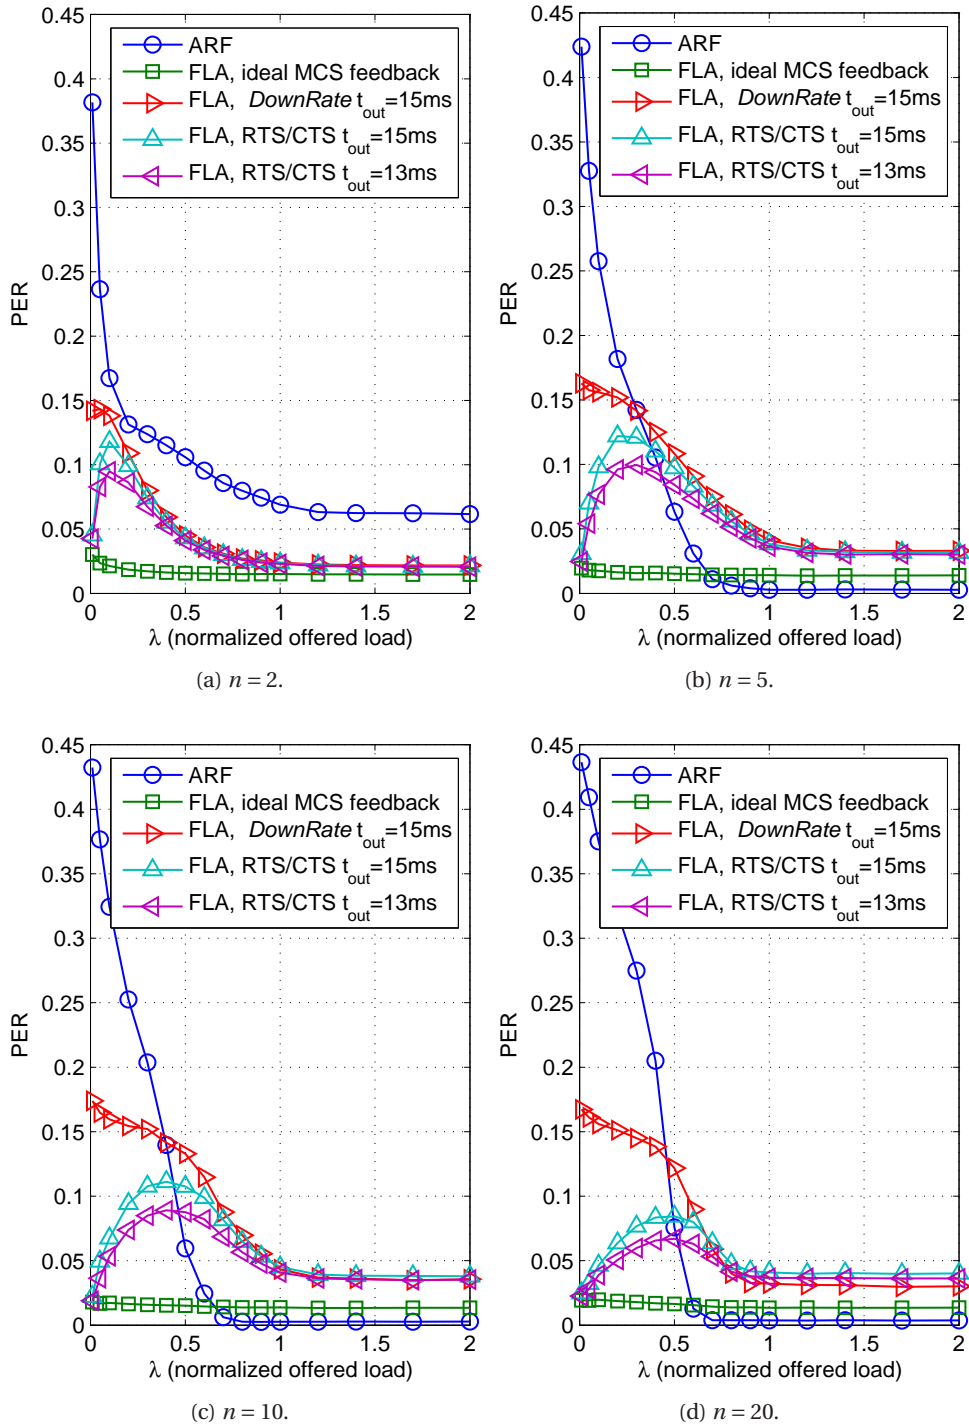 0.45
0.4
0.35
0.3
0.25
0.2
0.15
0.1
0.05
0
PER
ARF
FLA, ideal MCS feedback
FLA, DownRate t_out=15ms
FLA, RTS/CTS t_out=15ms
FLA, RTS/CTS t_out=13ms
0 0.5 1 1.5 2
λ (normalized offered load)
(a) n = 2.
0.45
0.4
0.35
0.3
0.25
0.2
0.15
0.1
0.05
0
PER
ARF
FLA, ideal MCS feedback
FLA, DownRate t_out=15ms
FLA, RTS/CTS t_out=15ms
FLA, RTS/CTS t_out=13ms
0 0.5 1 1.5 2
λ (normalized offered load)
(b) n = 5.
0.45
0.4
0.35
0.3
0.25
0.2
0.15
0.1
0.05
0
PER
ARF
FLA, ideal MCS feedback
FLA, DownRate t_out=15ms
FLA, RTS/CTS t_out=15ms
FLA, RTS/CTS t_out=13ms
0 0.5 1 1.5 2
λ (normalized offered load)
(c) n = 10.
0.45
0.4
0.35
0.3
0.25
0.2
0.15
0.1
0.05
0
PER
ARF
FLA, ideal MCS feedback
FLA, DownRate t_out=15ms
FLA, RTS/CTS t_out=15ms
FLA, RTS/CTS t_out=13ms
0 0.5 1 1.5 2
λ (normalized offered load)
(d) n = 20.